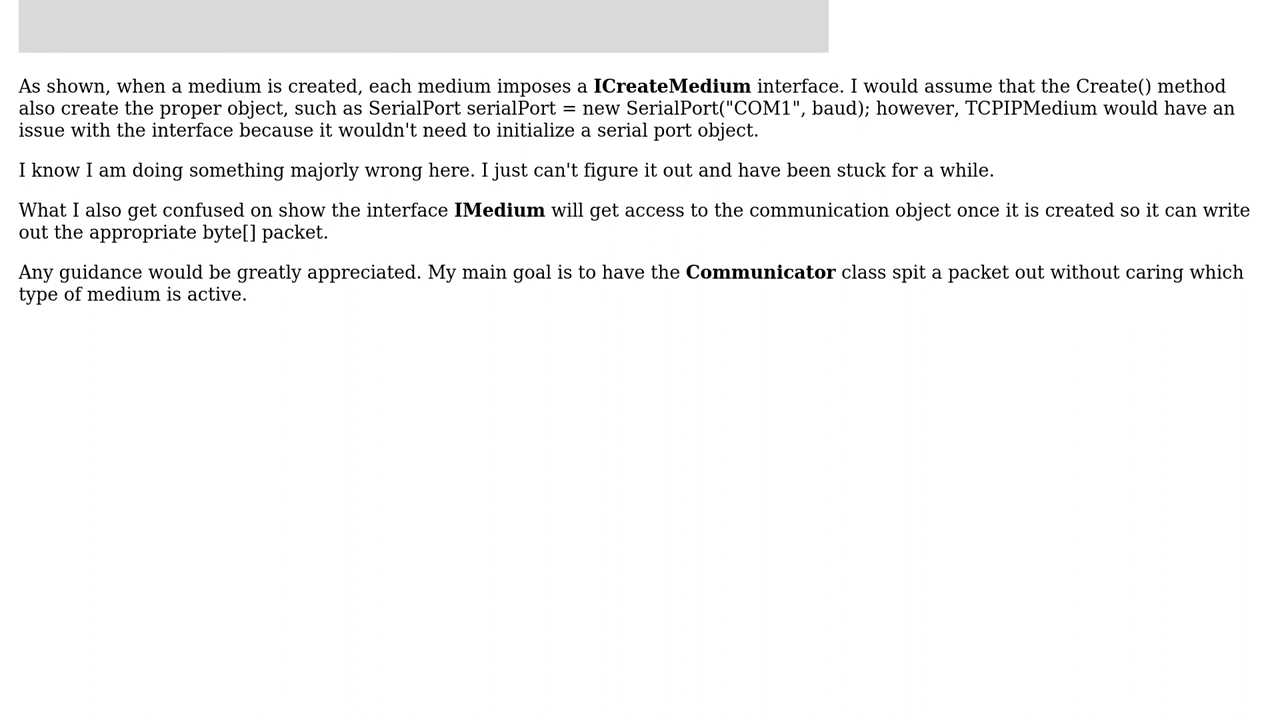 As shown, when a medium is created, each medium imposes a ICreateMedium interface. I would assume that the Create() method
also create the proper object, such as SerialPort serialPort = new SerialPort("COM1", baud); however, TCPIPMedium would have an
issue with the interface because it wouldn't need to initialize a serial port object.
I know I am doing something majorly wrong here. I just can't figure it out and have been stuck for a while.
What I also get confused on show the interface IMedium will get access to the communication object once it is created so it can write
out the appropriate byte[] packet.
Any guidance would be greatly appreciated. My main goal is to have the Communicator class spit a packet out without caring which
type of medium is active.